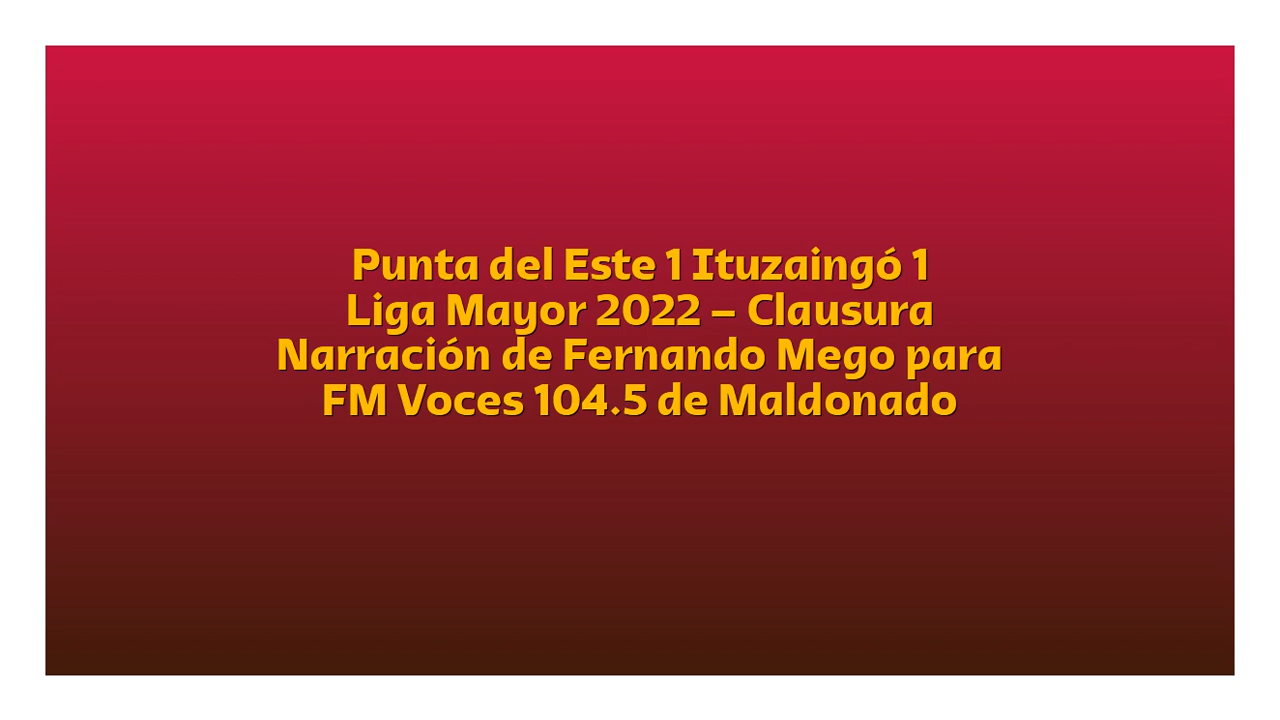 Punta del Este 1 Ituzaingó 1
Liga Mayor 2022 – Clausura
Narración de Fernando Mego para
FM Voces 104.5 de Maldonado